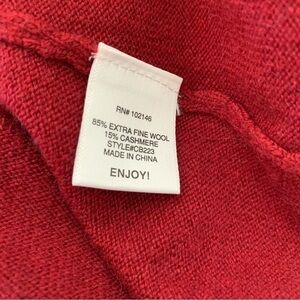 RN# 102146
85% EXTRA FINE WOOL
15% CASHMERE
STYLE#CB223
MADE IN CHINA
ENJOY!